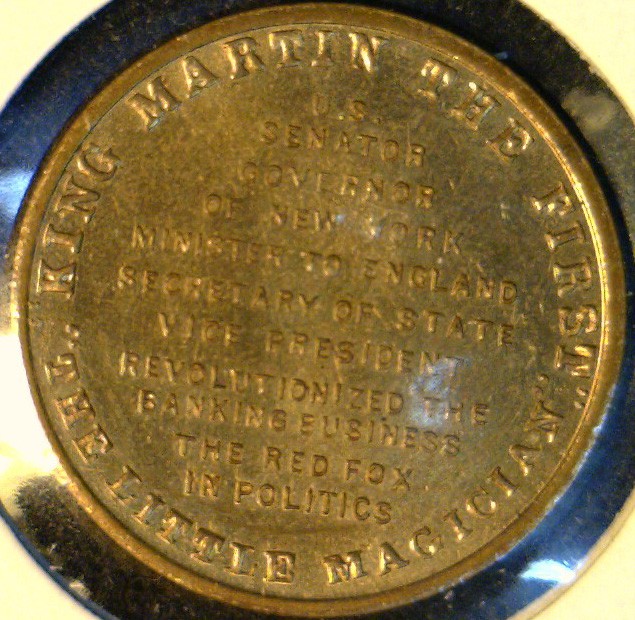 "KING MARTIN THE FIRST"
U.S.
SENATOR
GOVERNOR
OF NEW YORK
MINISTER TO ENGLAND
SECRETARY OF STATE
VICE PRESIDENT
REVOLUTIONIZED THE
BANKING BUSINESS
THE RED FOX
IN POLITICS
"THE LITTLE MAGICIAN"